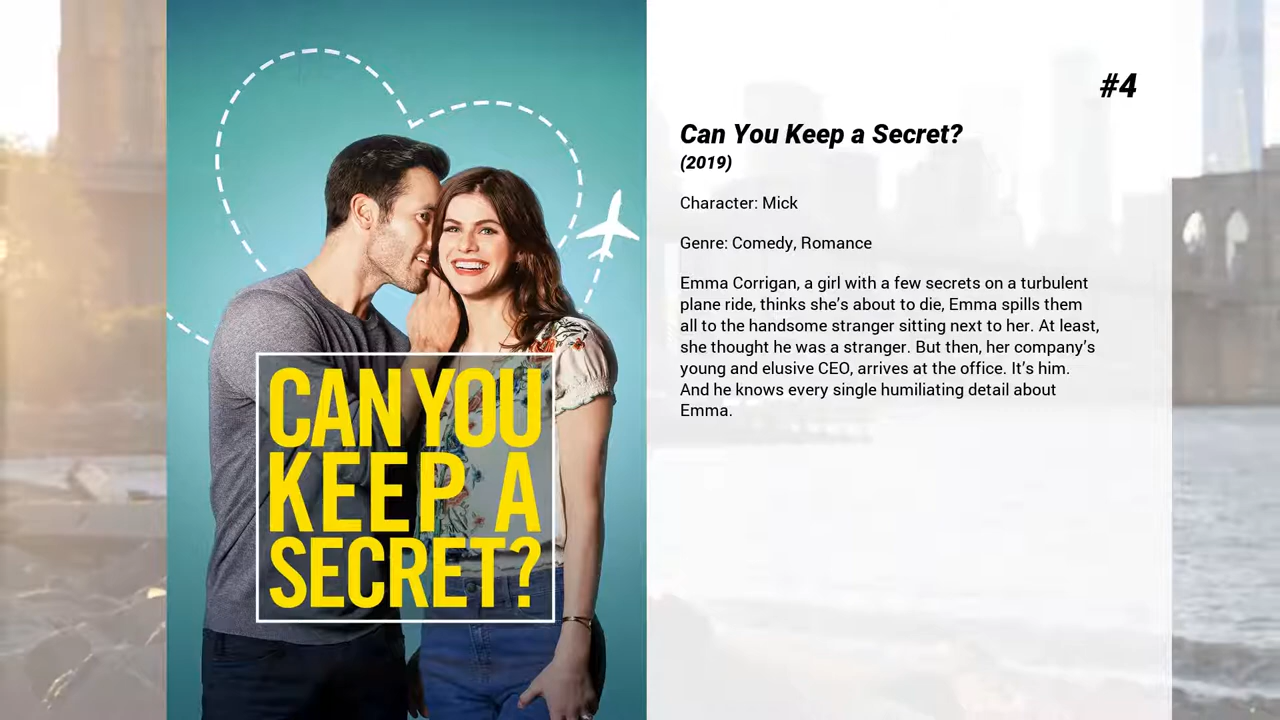 CAN YOU
KEEP A
SECRET?
#4
Can You Keep a Secret?
(2019)
Character: Mick
Genre: Comedy, Romance
Emma Corrigan, a girl with a few secrets on a turbulent
plane ride, thinks she's about to die, Emma spills them
all to the handsome stranger sitting next to her. At least,
she thought he was a stranger. But then, her company's
young and elusive CEO, arrives at the office. It's him.
And he knows every single humiliating detail about
Emma.